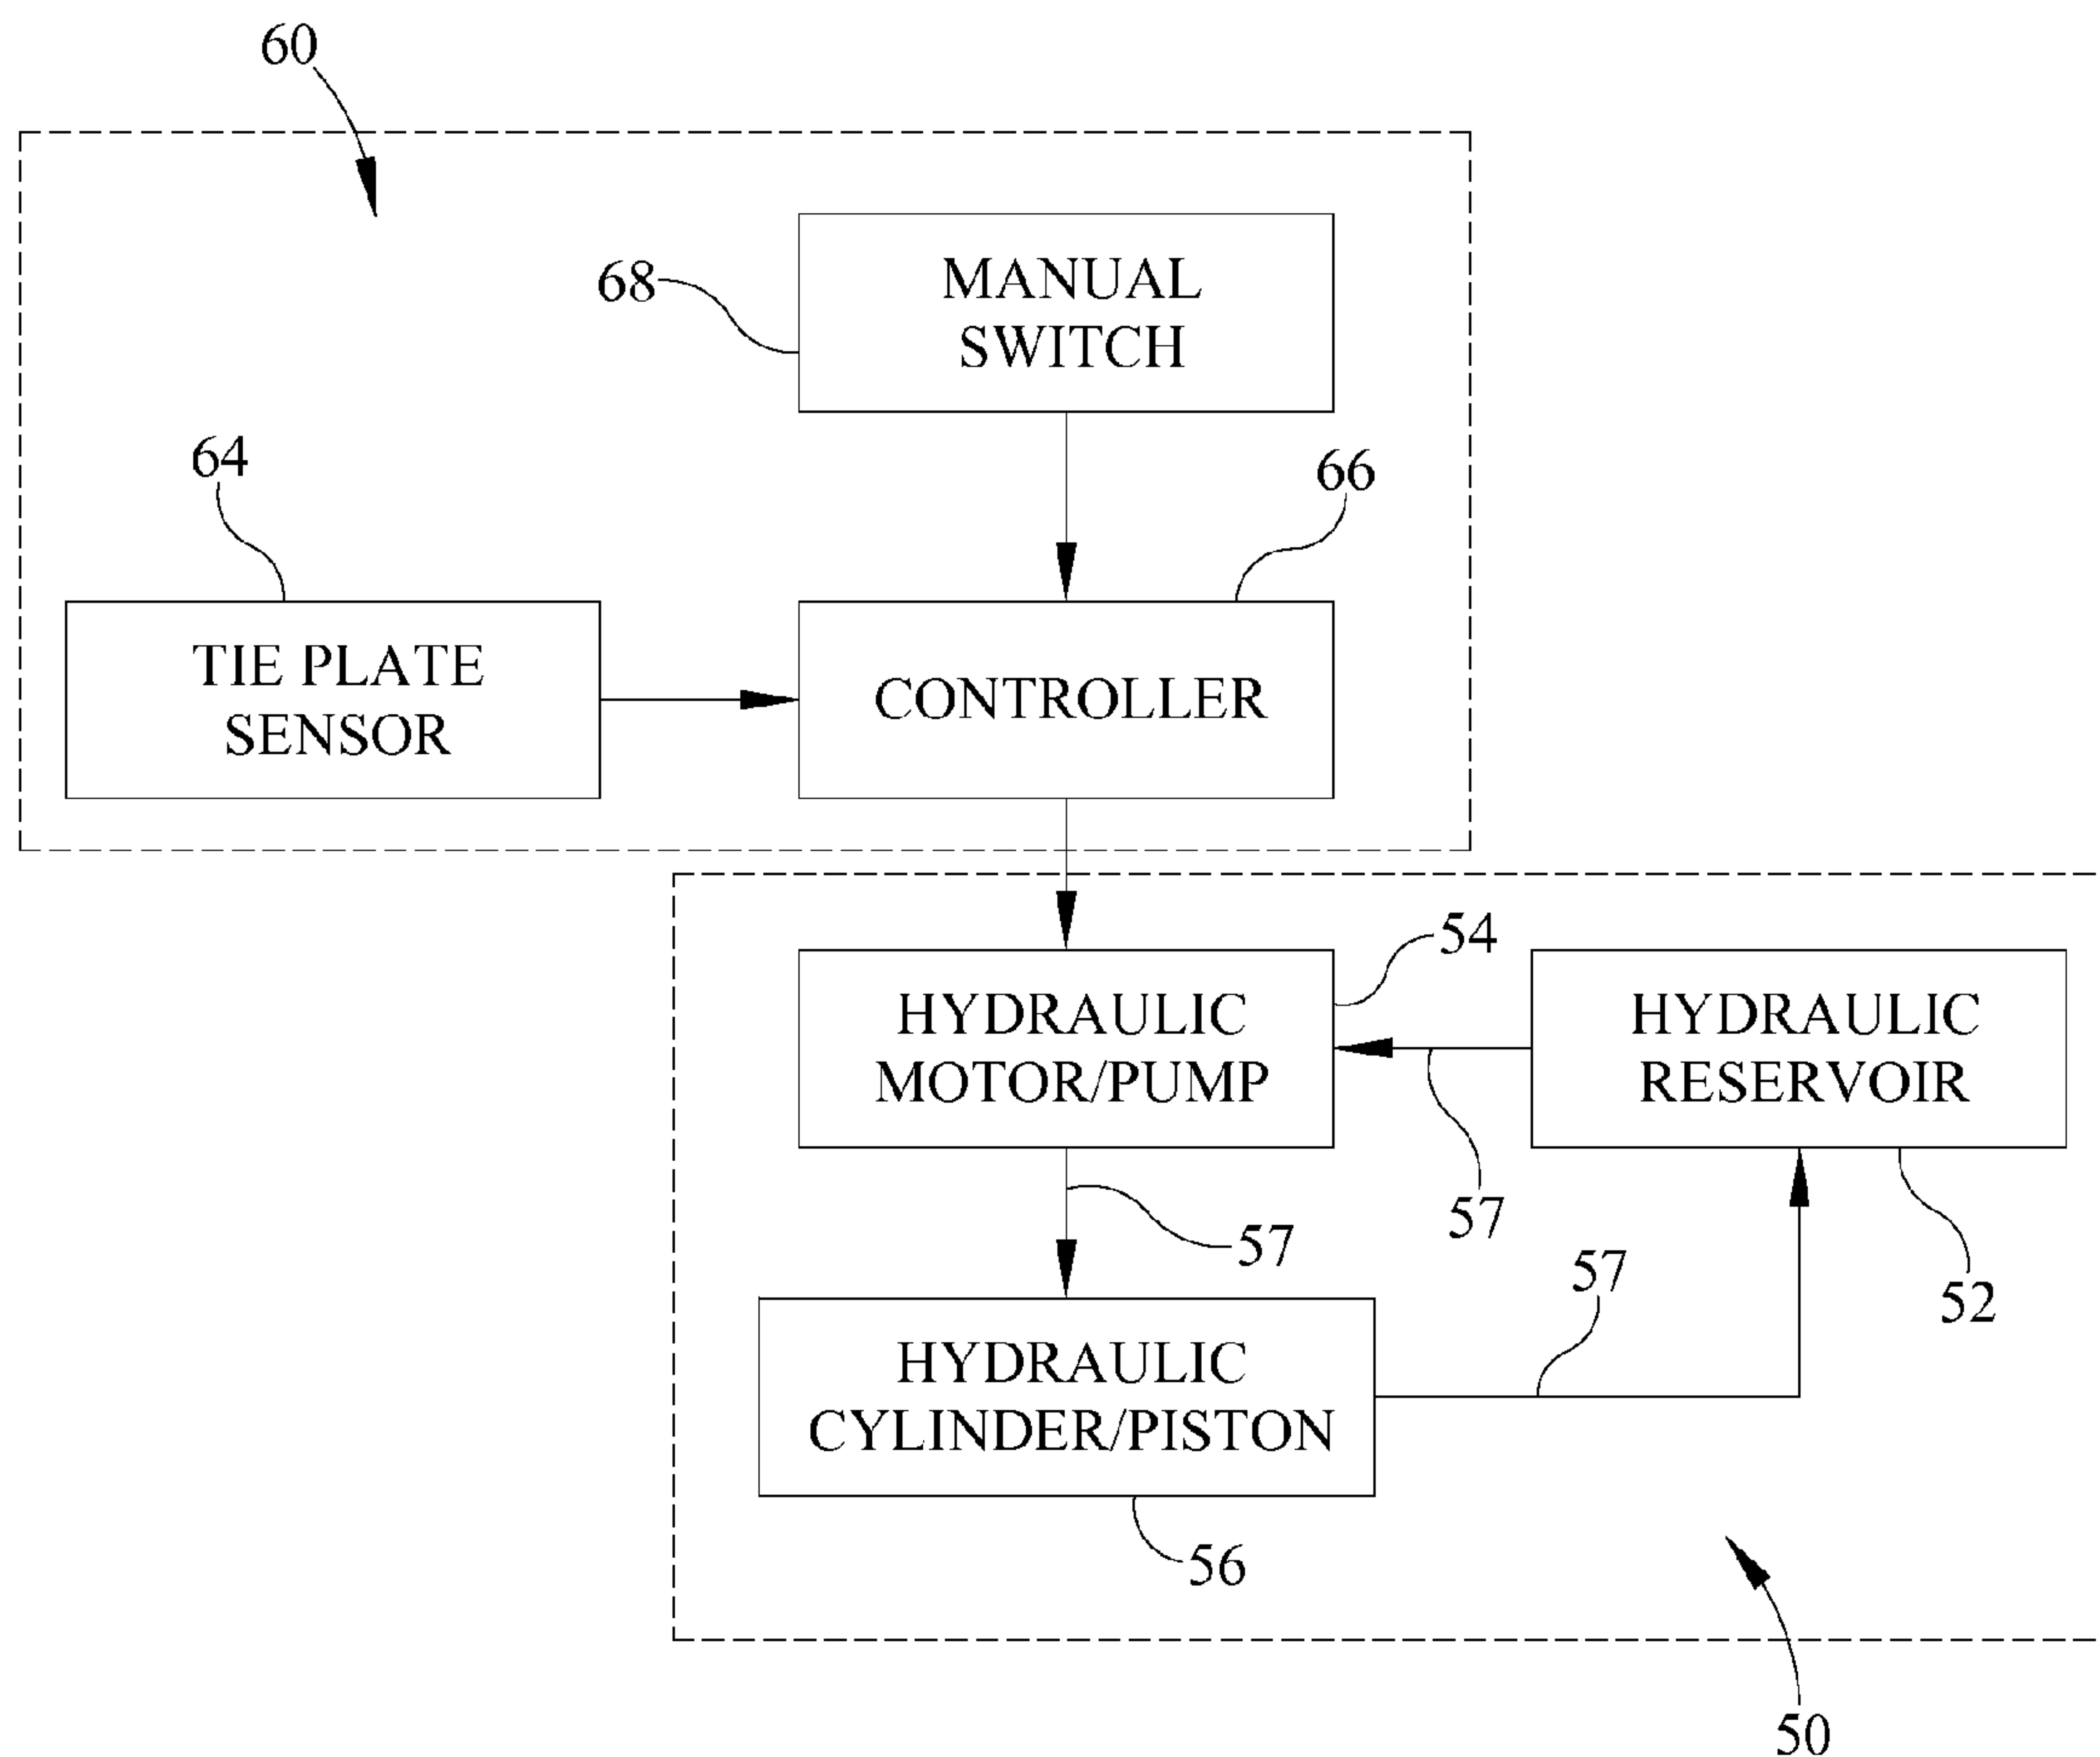 60
68
MANUAL
SWITCH
64
66
TIE PLATE
SENSOR
CONTROLLER
54
HYDRAULIC
MOTOR/PUMP
HYDRAULIC
RESERVOIR
57
57
57
52
HYDRAULIC
CYLINDER/PISTON
56
50